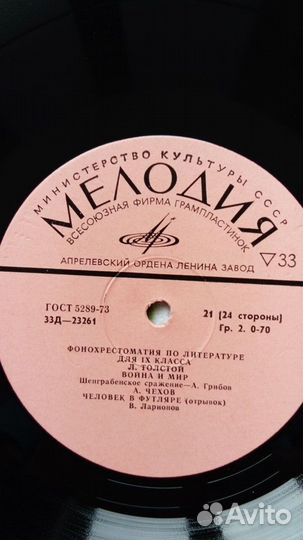 МИНИСТЕРСТВО КУЛЬТУРЫ СССР
МЕЛОДИЯ
ВСЕСОЮЗНАЯ ФИРМА ГРАМПЛАСТИНОК
▽33
АПРЕЛЕВСКИЙ ОРДЕНА ЛЕНИНА ЗАВОД
ГОСТ 5289-73
33Д—23261
21 (24 стороны)
Гр. 2. 0-70
ФОНОХРЕСТОМАТИЯ ПО ЛИТЕРАТУРЕ
ДЛЯ IX КЛАССА
Л. ТОЛСТОЙ
ВОЙНА И МИР
Шенграбенское сражение—А. Грибов
А. ЧЕХОВ
ЧЕЛОВЕК В ФУТЛЯРЕ (отрывок)
В. Ларионов
Avito